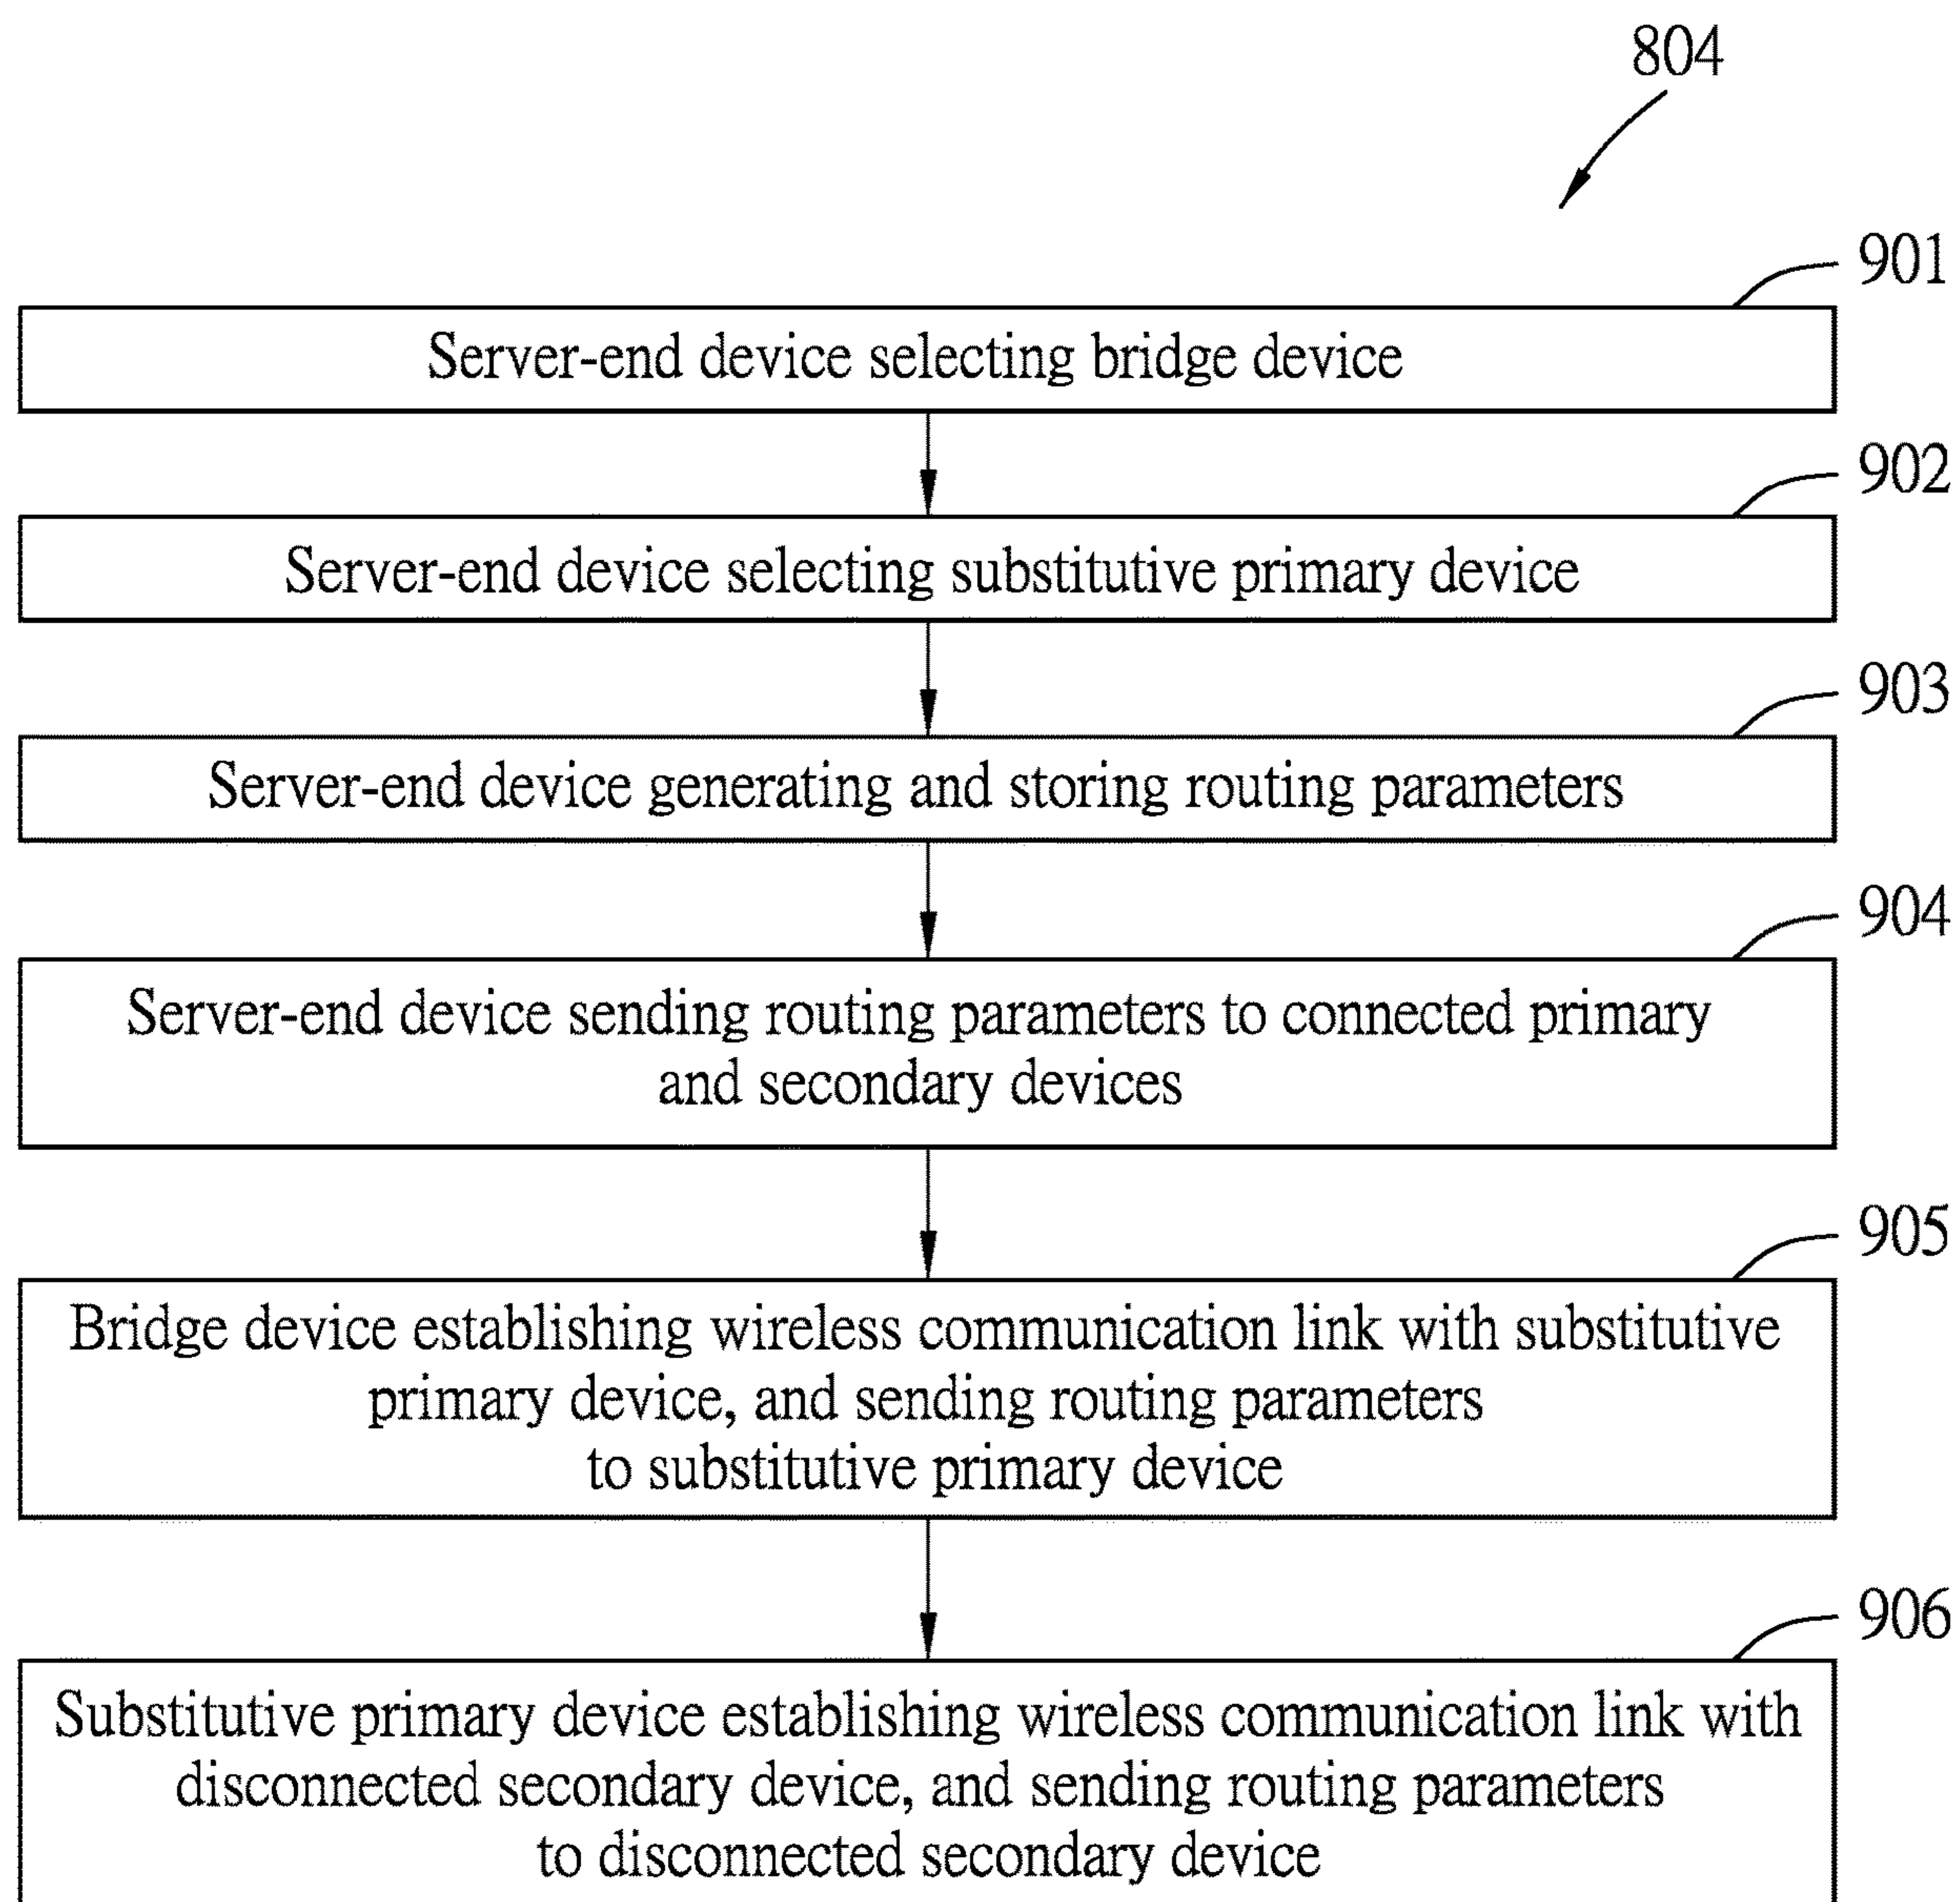 804
901
Server-end device selecting bridge device
902
Server-end device selecting substitutive primary device
903
Server-end device generating and storing routing parameters
904
Server-end device sending routing parameters to connected primary
and secondary devices
905
Bridge device establishing wireless communication link with substitutive
primary device, and sending routing parameters
to substitutive primary device
906
Substitutive primary device establishing wireless communication link with
disconnected secondary device, and sending routing parameters
to disconnected secondary device